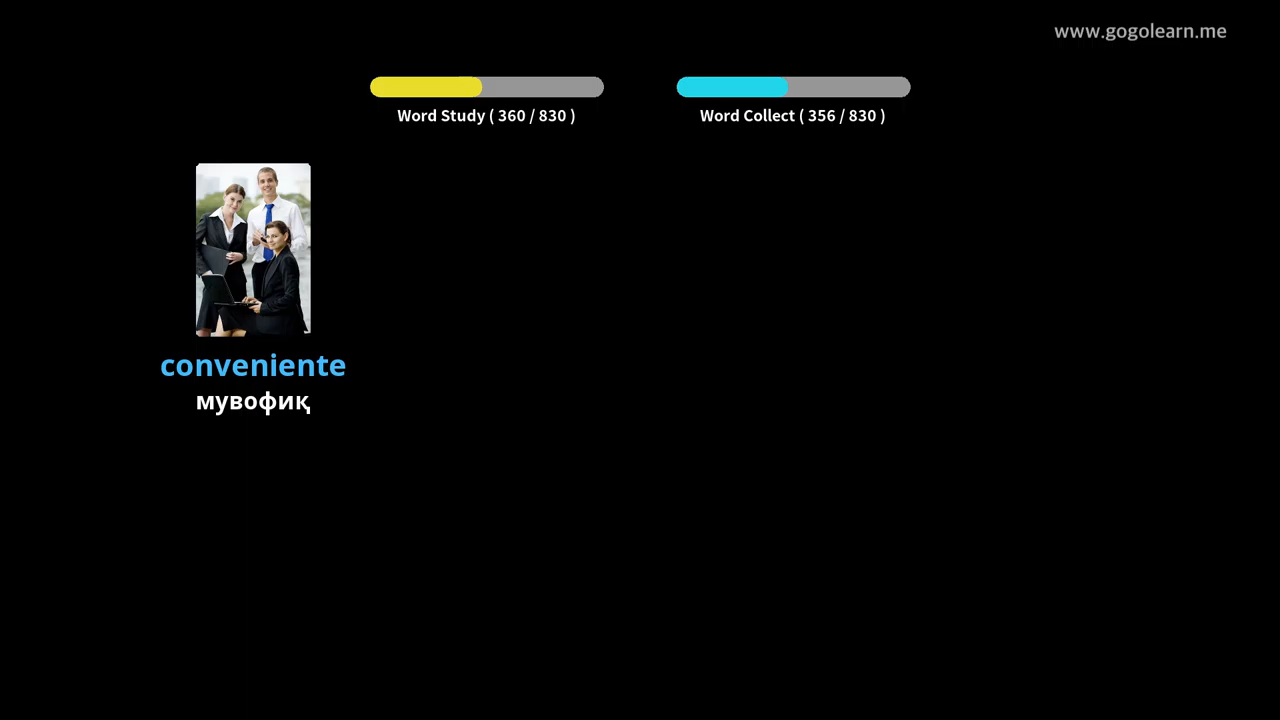 www.gogolearn.me
Word Study ( 360 / 830 )
Word Collect ( 356 / 830 )
conveniente
мувофиқ